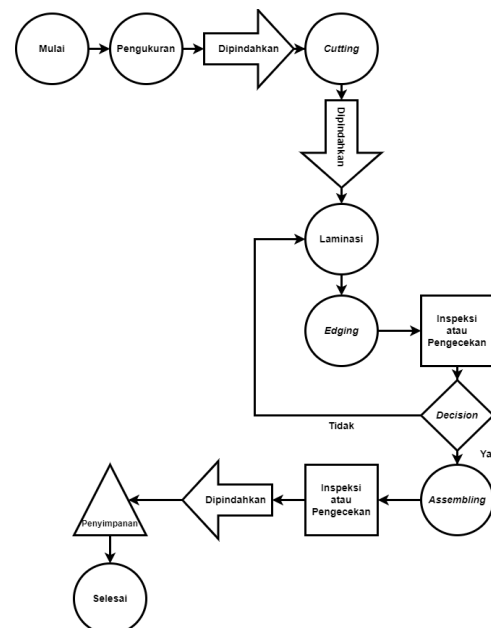 Mulai
Pengukuran
Dipindahkan
Cutting
Dipindahkan
Laminasi
Edging
Inspeksi
atau
Pengecekan
Decision
Tidak
Ya
Assembling
Inspeksi
atau
Pengecekan
Dipindahkan
Penyimpanan
Selesai